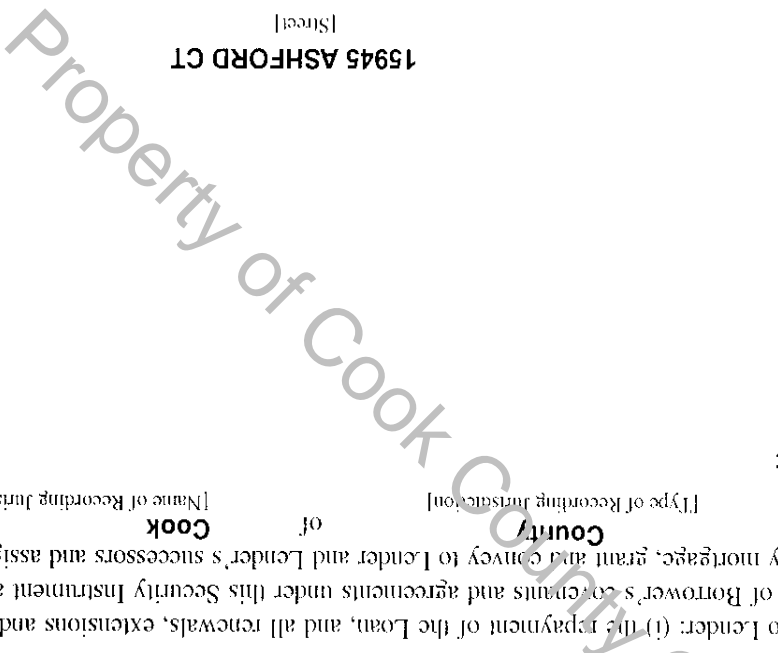 o Lender: (i) the repayment of the Loan, and all renewals, extensions and
of Borrower's covenants and agreements under this Security Instrument a
y mortgage, grant and convey to Lender and Lender's successors and assig
County of Cook
[Type of Recording Jurisdiction] [Name of Recording Juris
:
15945 ASHFORD CT
[Street]
Property of Cook County